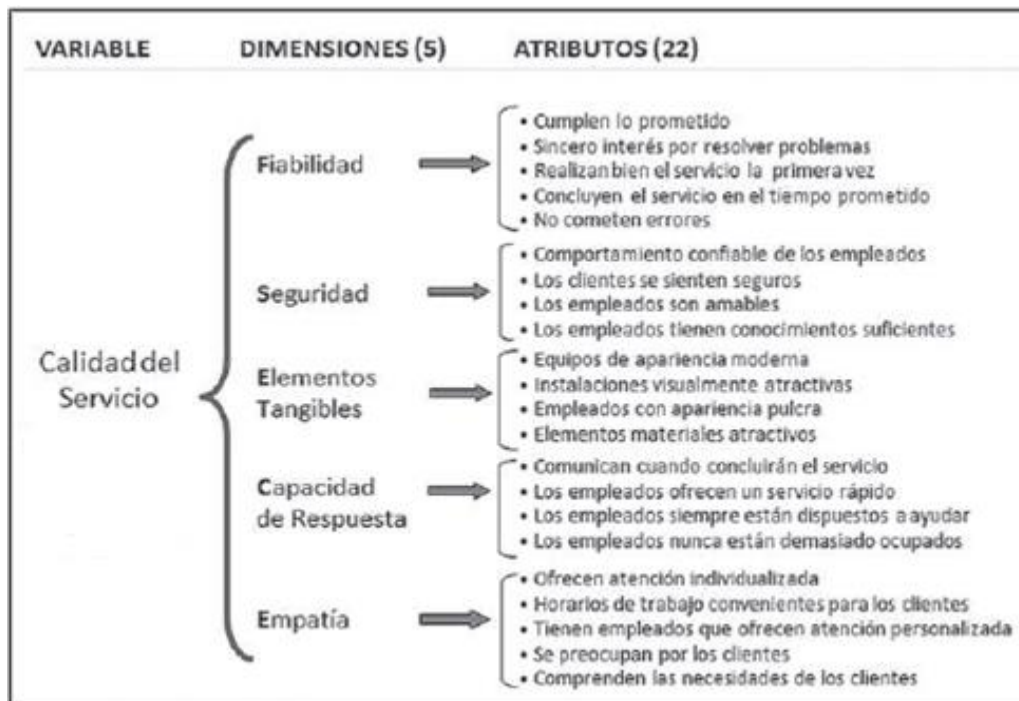 VARIABLE DIMENSIONES (5) ATRIBUTOS (22)
Calidad del
Servicio
Fiabilidad
• Cumplen lo prometido
• Sincero interés por resolver problemas
• Realizan bien el servicio la primera vez
• Concluyen el servicio en el tiempo prometido
• No cometen errores
Seguridad
• Comportamiento confiable de los empleados
• Los clientes se sienten seguros
• Los empleados son amables
• Los empleados tienen conocimientos suficientes
Elementos
Tangibles
• Equipos de apariencia moderna
• Instalaciones visualmente atractivas
• Empleados con apariencia pulcra
• Elementos materiales atractivos
Capacidad
de Respuesta
• Comunican cuando concluirán el servicio
• Los empleados ofrecen un servicio rápido
• Los empleados siempre están dispuestos a ayudar
• Los empleados nunca están demasiado ocupados
Empatía
• Ofrecen atención individualizada
• Horarios de trabajo convenientes para los clientes
• Tienen empleados que ofrecen atención personalizada
• Se preocupan por los clientes
• Comprenden las necesidades de los clientes